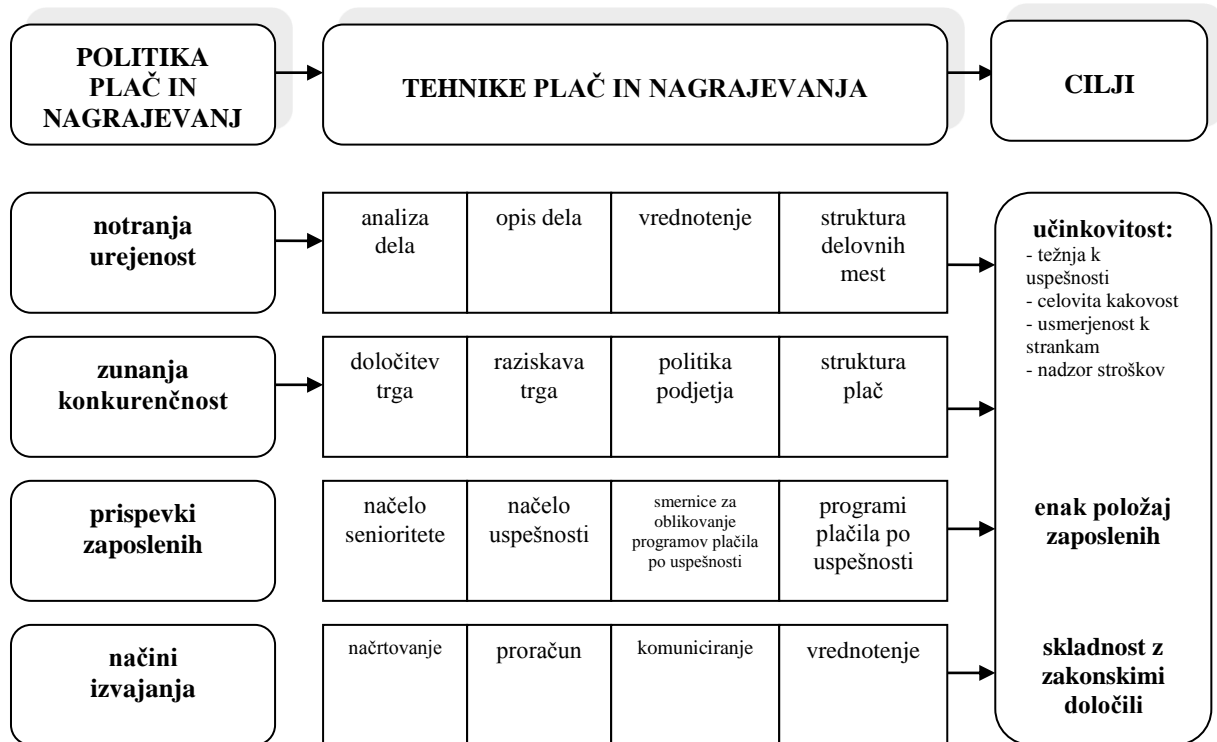 POLITIKA
PLAČ IN
NAGRAJEVANJ
TEHNIKE PLAČ IN NAGRAJEVANJA
CILJI
notranja
urejenost
analiza
dela
opis dela
vrednotenje
struktura
delovnih
mest
zunanja
konkurenčnost
določitev
trga
raziskava
trga
politika
podjetja
struktura
plač
prispevki
zaposlenih
načelo
senioritete
načelo
uspešnosti
smernice za
oblikovanje
programov plačila
po uspešnosti
programi
plačila po
uspešnosti
načini
izvajanja
načrtovanje
proračun
komuniciranje
vrednotenje
učinkovitost:
- težnja k
uspešnosti
- celovita kakovost
- usmerjenost k
strankam
- nadzor stroškov
enak položaj
zaposlenih
skladnost z
zakonskimi
določili